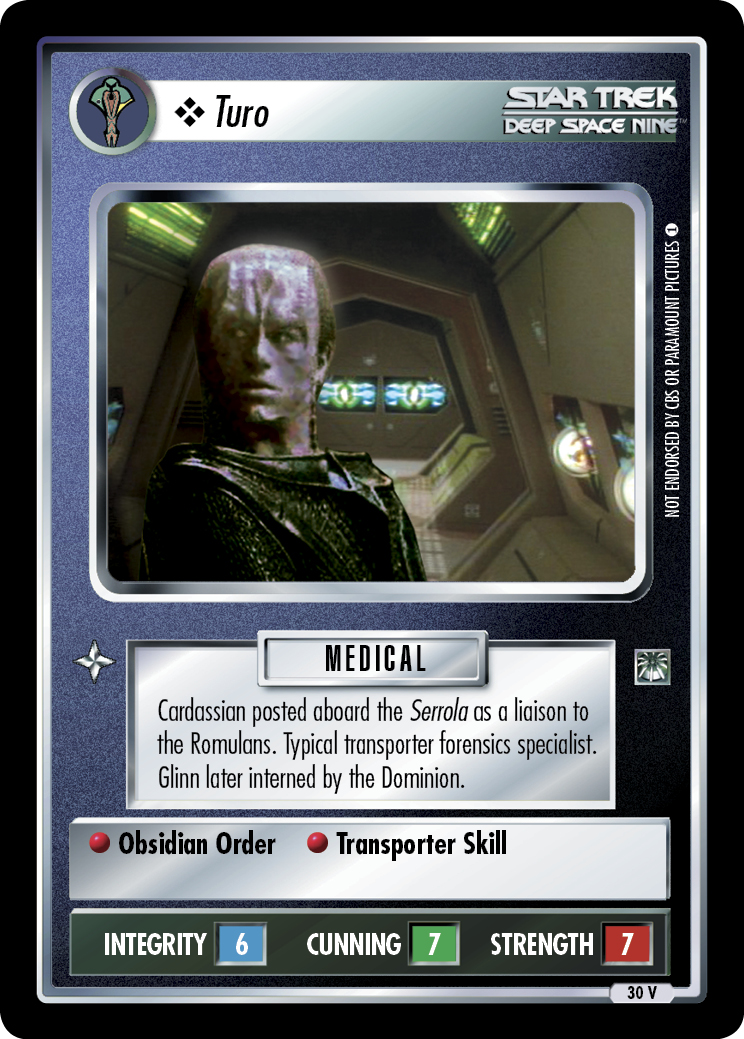 ❖ Turo
STAR TREK
DEEP SPACE NINE™
NOT ENDORSED BY CBS OR PARAMOUNT PICTURES 1
MEDICAL
Cardassian posted aboard the Serrola as a liaison to
the Romulans. Typical transporter forensics specialist.
Glinn later interned by the Dominion.
Obsidian Order Transporter Skill
INTEGRITY 6 CUNNING 7 STRENGTH 7
30 V